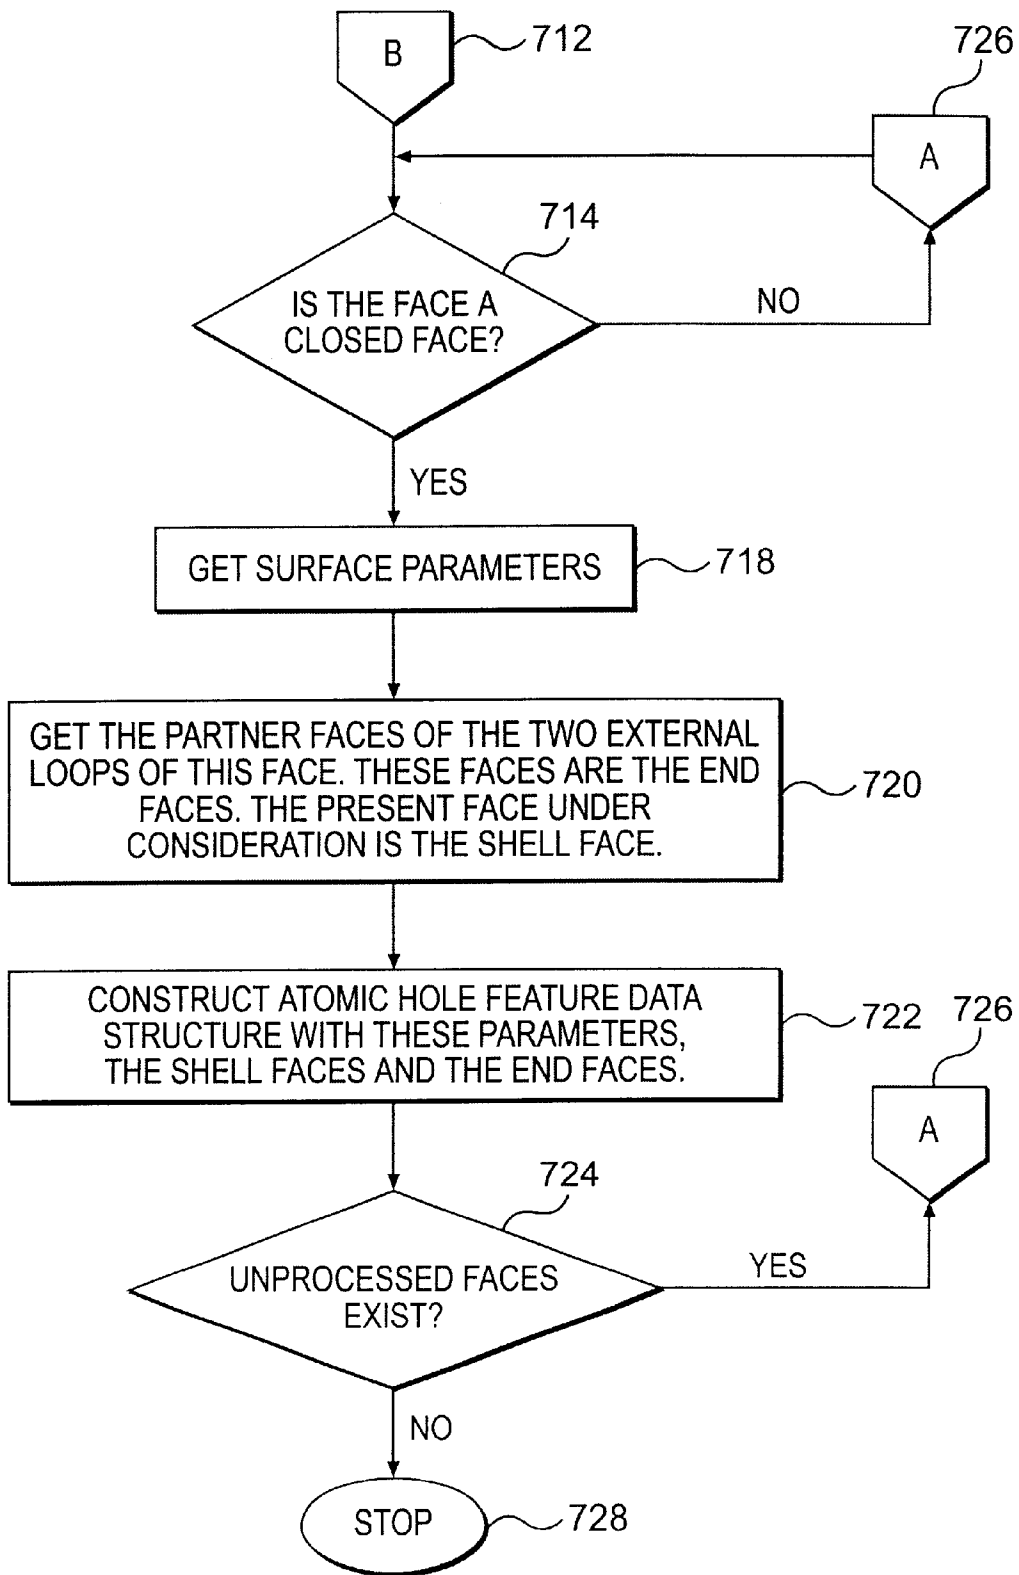 B
712
726
A
714
IS THE FACE A
CLOSED FACE?
NO
YES
GET SURFACE PARAMETERS
718
GET THE PARTNER FACES OF THE TWO EXTERNAL
LOOPS OF THIS FACE. THESE FACES ARE THE END
FACES. THE PRESENT FACE UNDER
CONSIDERATION IS THE SHELL FACE.
720
CONSTRUCT ATOMIC HOLE FEATURE DATA
STRUCTURE WITH THESE PARAMETERS,
THE SHELL FACES AND THE END FACES.
722
726
A
724
UNPROCESSED FACES
EXIST?
YES
NO
STOP
728